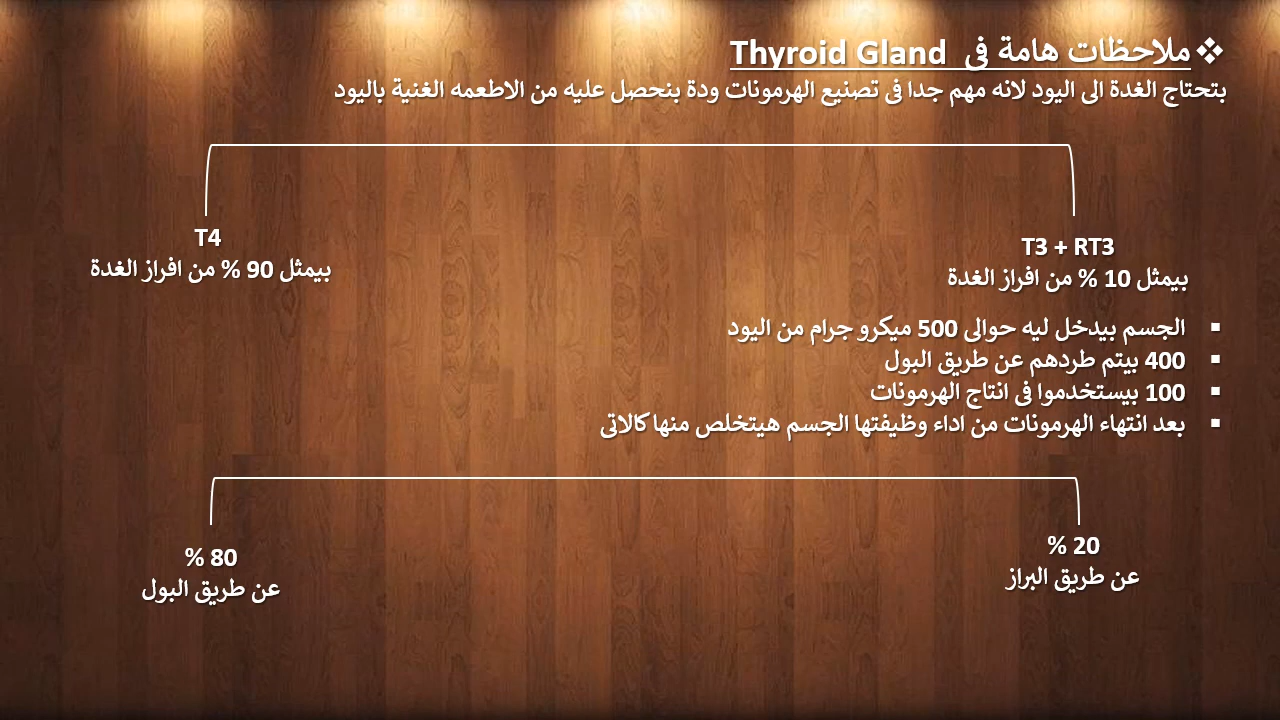 ❖ ملاحظات هامة فى Thyroid Gland
بتحتاج الغدة الى اليود لانه مهم جدا فى تصنيع الهرمونات ودة بنحصل عليه من الاطعمه الغنية باليود
T3 + RT3
بيمثل 10 % من افراز الغدة
T4
بيمثل 90 % من افراز الغدة
▪ الجسم بيدخل ليه حوالى 500 ميكرو جرام من اليود
▪ 400 بيتم طردهم عن طريق البول
▪ 100 بيستخدموا فى انتاج الهرمونات
▪ بعد انتهاء الهرمونات من اداء وظيفتها الجسم هيتخلص منها كالاتى
20 %
عن طريق البراز
80 %
عن طريق البول